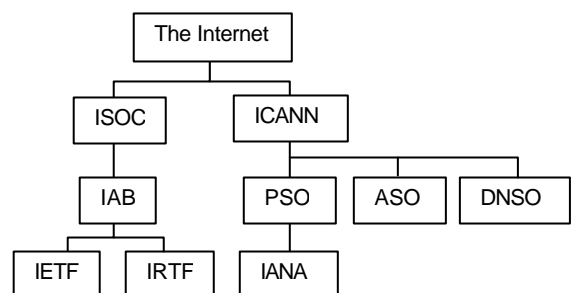 The Internet
ISOC
ICANN
IAB
PSO
ASO
DNSO
IETF
IRTF
IANA